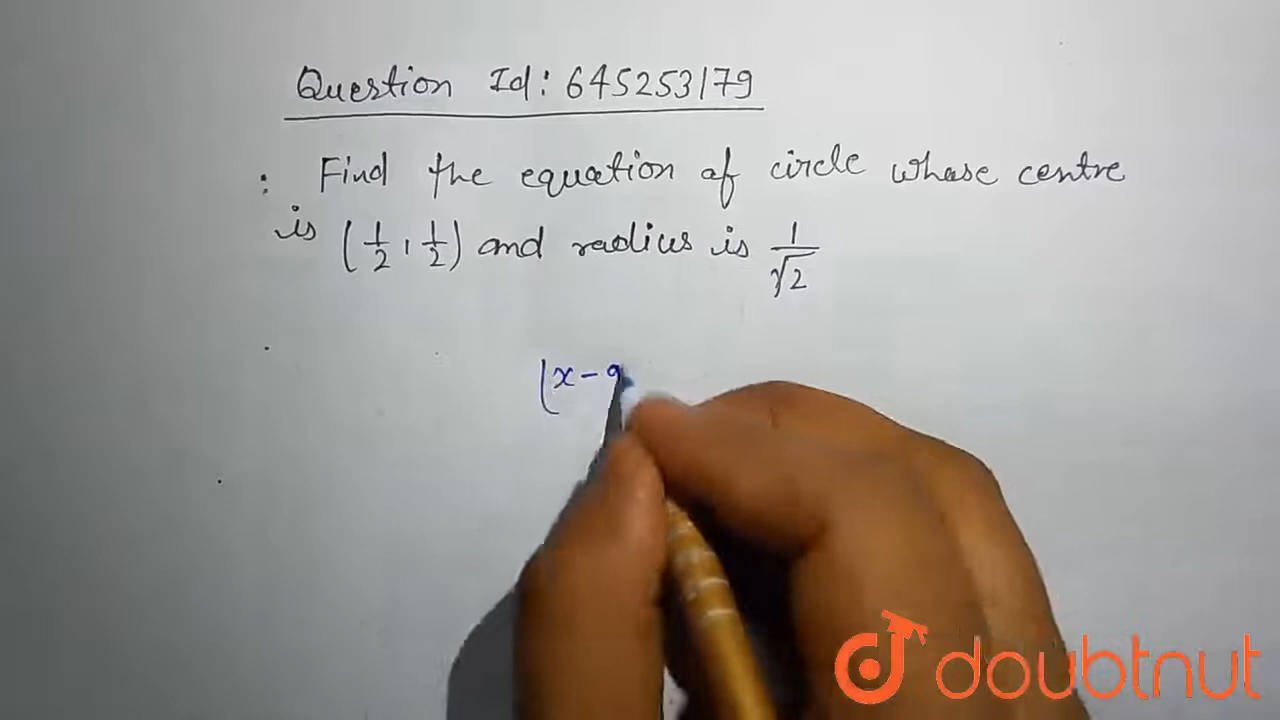 Question Id: 645253179
: Find the equation of circle whose centre
is (1/2, 1/2) and radius is 1/√2
(x-a
doubtnut